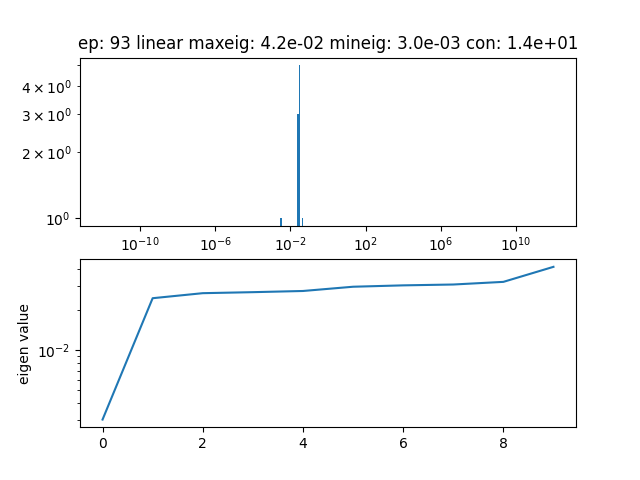 ep: 93 linear maxeig: 4.2e-02 mineig: 3.0e-03 con: 1.4e+01
4 × 10⁰
3 × 10⁰
2 × 10⁰
10⁰
10⁻¹⁰ 10⁻⁶ 10⁻² 10² 10⁶ 10¹⁰
eigen value
10⁻²
0 2 4 6 8